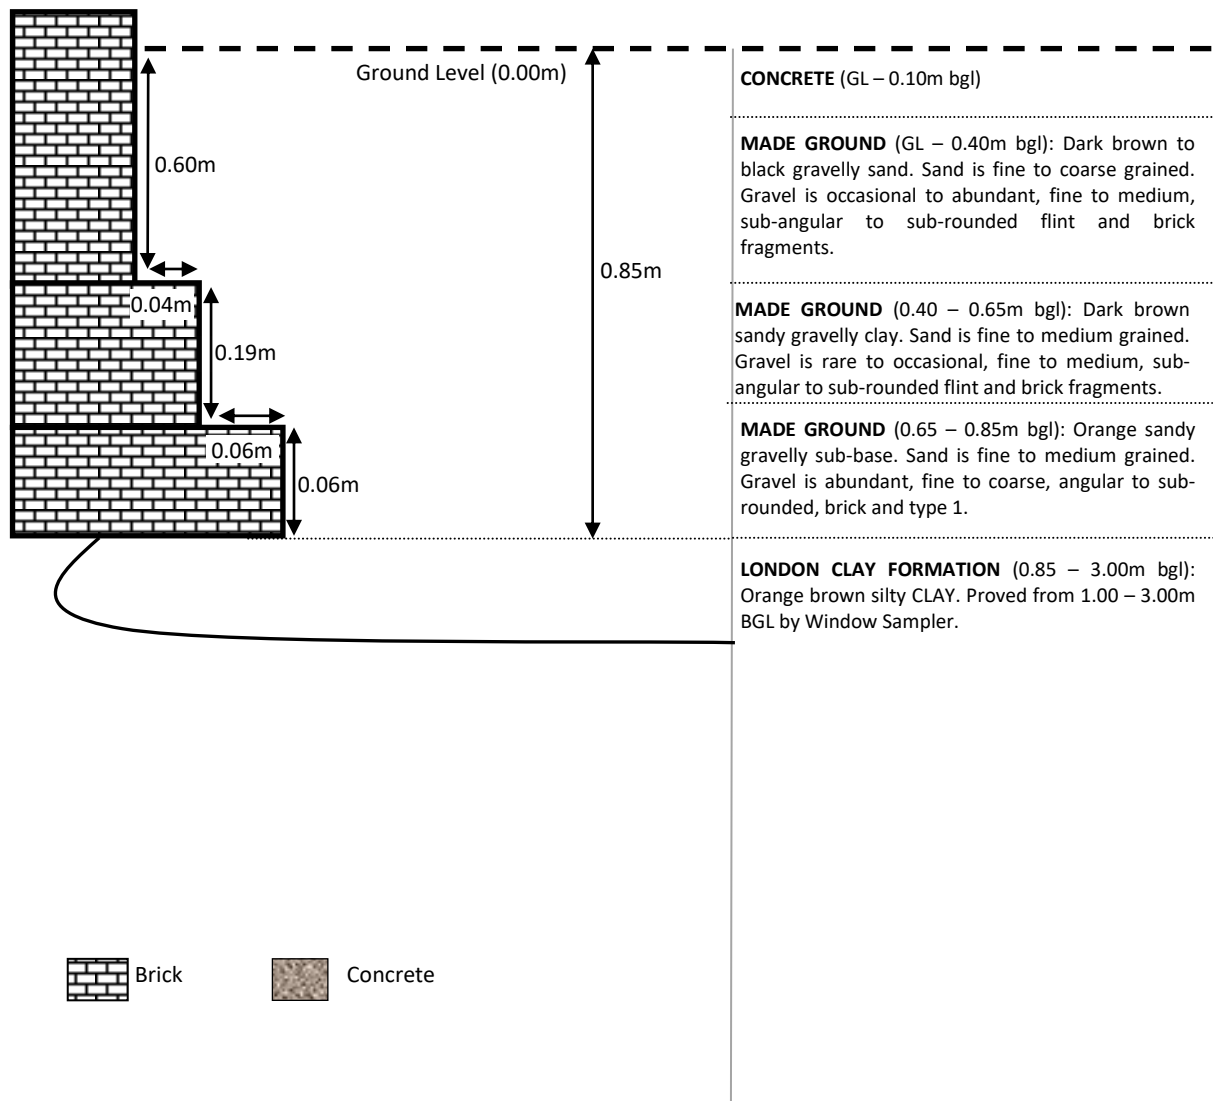 Ground Level (0.00m)
0.60m
0.85m
0.04m
0.19m
0.06m
0.06m
CONCRETE (GL – 0.10m bgl)
MADE GROUND (GL – 0.40m bgl): Dark brown to
black gravelly sand. Sand is fine to coarse grained.
Gravel is occasional to abundant, fine to medium,
sub-angular to sub-rounded flint and brick
fragments.
MADE GROUND (0.40 – 0.65m bgl): Dark brown
sandy gravelly clay. Sand is fine to medium grained.
Gravel is rare to occasional, fine to medium, sub-
angular to sub-rounded flint and brick fragments.
MADE GROUND (0.65 – 0.85m bgl): Orange sandy
gravelly sub-base. Sand is fine to medium grained.
Gravel is abundant, fine to coarse, angular to sub-
rounded, brick and type 1.
LONDON CLAY FORMATION (0.85 – 3.00m bgl):
Orange brown silty CLAY. Proved from 1.00 – 3.00m
BGL by Window Sampler.
Brick
Concrete